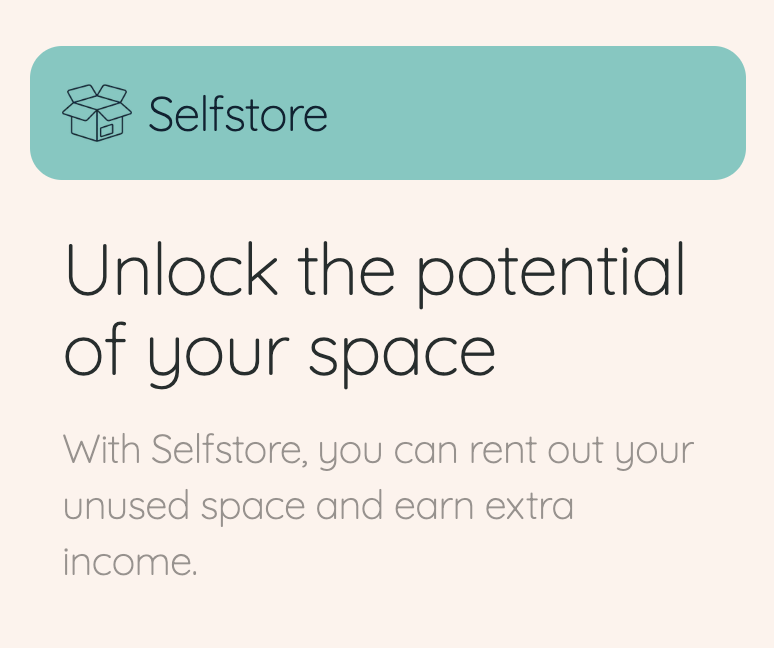 Selfstore
Unlock the potential
of your space
With Selfstore, you can rent out your
unused space and earn extra
income.